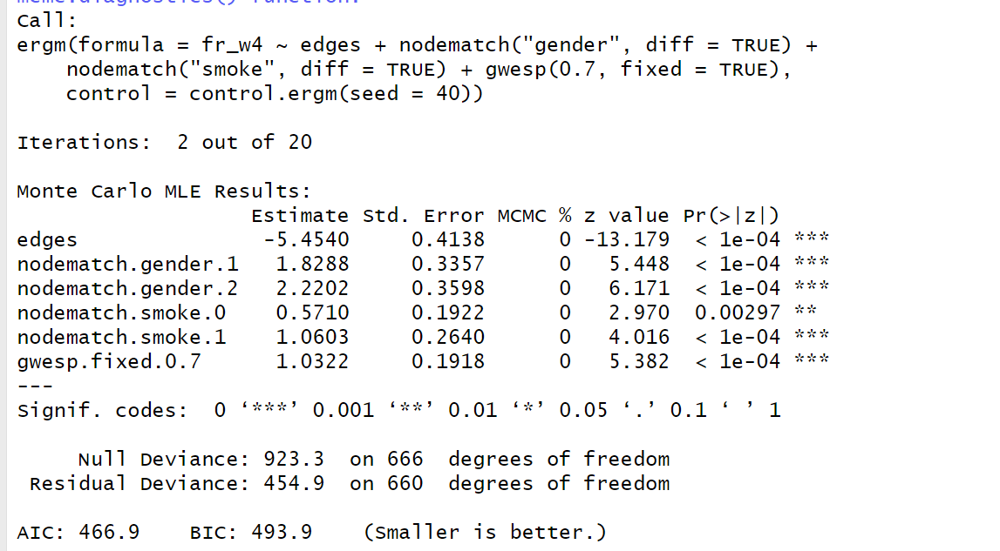 Call:
ergm(formula = fr_w4 ~ edges + nodematch("gender", diff = TRUE) +
    nodematch("smoke", diff = TRUE) + gwesp(0.7, fixed = TRUE),
    control = control.ergm(seed = 40))

Iterations:  2 out of 20

Monte Carlo MLE Results:
                   Estimate Std. Error MCMC % z value Pr(>|z|)
edges               -5.4540     0.4138      0 -13.179  < 1e-04 ***
nodematch.gender.1   1.8288     0.3357      0   5.448  < 1e-04 ***
nodematch.gender.2   2.2202     0.3598      0   6.171  < 1e-04 ***
nodematch.smoke.0    0.5710     0.1922      0   2.970  0.00297 **
nodematch.smoke.1    1.0603     0.2640      0   4.016  < 1e-04 ***
gwesp.fixed.0.7      1.0322     0.1918      0   5.382  < 1e-04 ***
---
Signif. codes:  0 ‘***’ 0.001 ‘**’ 0.01 ‘*’ 0.05 ‘.’ 0.1 ‘ ’ 1

     Null Deviance: 923.3  on 666  degrees of freedom
 Residual Deviance: 454.9  on 660  degrees of freedom

AIC: 466.9    BIC: 493.9    (Smaller is better.)